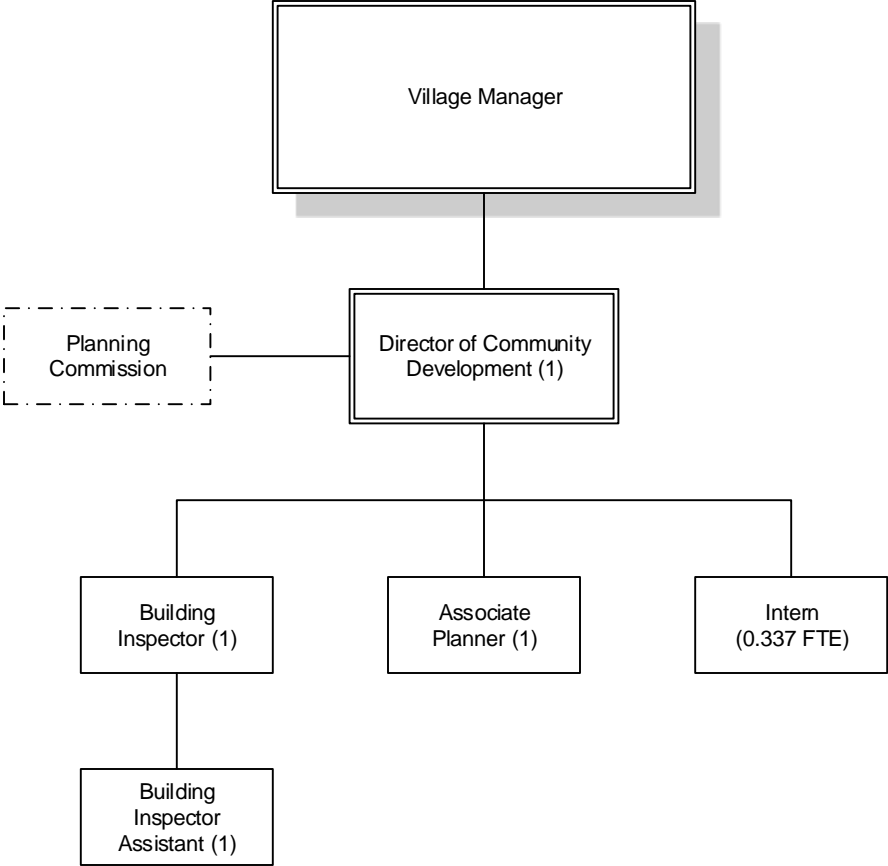 Village Manager
Planning
Commission
Director of Community
Development (1)
Building
Inspector (1)
Associate
Planner (1)
Intern
(0.337 FTE)
Building
Inspector
Assistant (1)